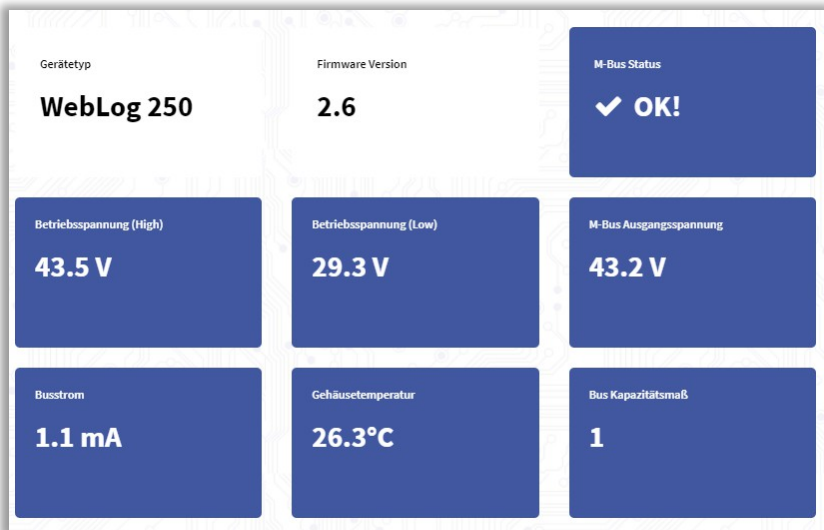 Gerätetyp
Firmware Version
M-Bus Status
WebLog 250
2.6
OK!
Betriebsspannung (High)
Betriebsspannung (Low)
M-Bus Ausgangsspannung
43.5 V
29.3 V
43.2 V
Busstrom
Gehäusetemperatur
Bus Kapazitätsmaß
1.1 mA
26.3°C
1